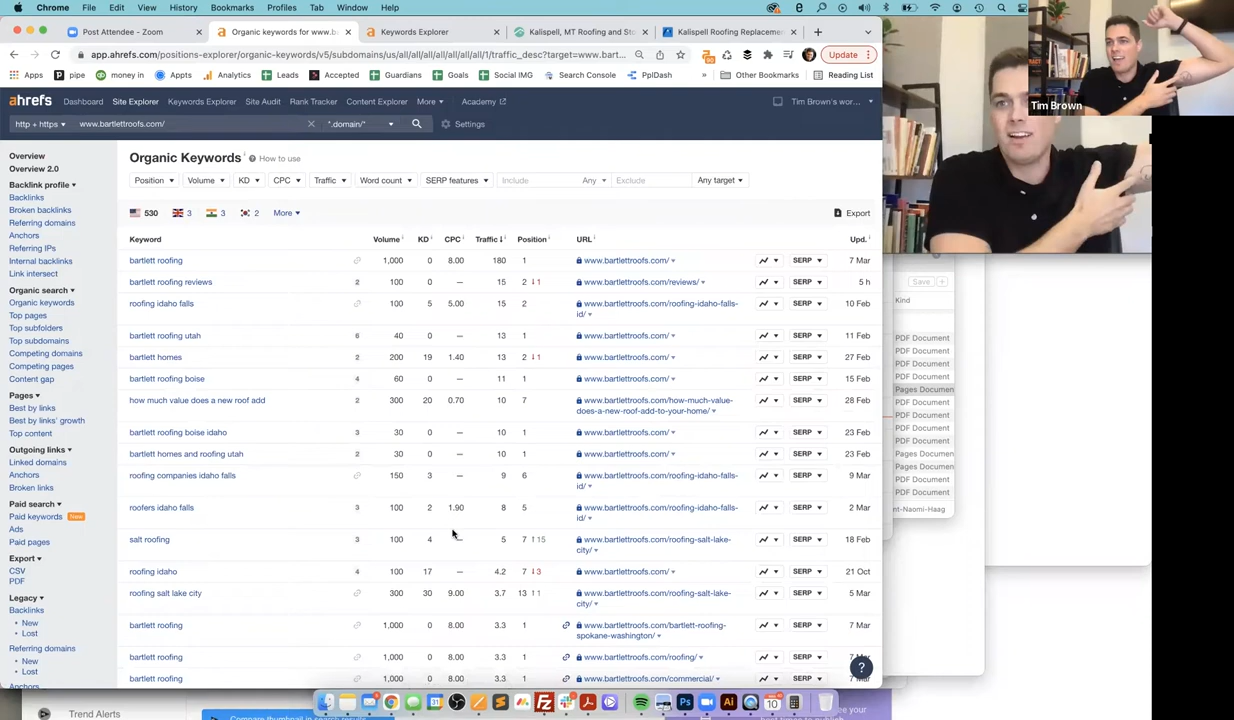 Chrome File Edit View History Bookmarks Profiles Tab Window Help
Post Attendee - Zoom
Organic keywords for www.b
Keywords Explorer
Kalispell, MT Roofing and Sto
Kalispell Roofing Replacemen
app.ahrefs.com/positions-explorer/organic-keywords/v5/subdomains/us/all/all/all/all/all/all/1/traffic_desc?target=www.bart...
Update
Apps pipe money in Appts Analytics Leads Accepted Guardians Goals Social IMG Search Console PplDash » Other Bookmarks Reading List
Tim Brown
ahrefs Dashboard Site Explorer Keywords Explorer Site Audit Rank Tracker Content Explorer More Academy Tim Brown's wor...
http + https www.bartlettroofs.com/ *.domain/* Settings
Overview
Overview 2.0
Backlink profile
Backlinks
Broken backlinks
Referring domains
Anchors
Referring IPs
Internal backlinks
Link intersect
Organic search
Organic keywords
Top pages
Top subfolders
Top subdomains
Competing domains
Competing pages
Content gap
Pages
Best by links
Best by links' growth
Top content
Outgoing links
Linked domains
Anchors
Broken links
Paid search
Paid keywords New
Ads
Paid pages
Export
CSV
PDF
Legacy
Backlinks
New
Lost
Referring domains
New
Lost
Anchors
Organic Keywords How to use
Position Volume KD CPC Traffic Word count SERP features Include Any Exclude Any target
530 3 3 2 More Export
Keyword Volume KD CPC Traffic Position URL Upd.
bartlett roofing 1,000 0 8.00 180 1 www.bartlettroofs.com/ SERP 7 Mar
bartlett roofing reviews 2 100 0 — 15 2 ↓1 www.bartlettroofs.com/reviews/ SERP 5 h
roofing idaho falls 100 5 5.00 15 2 www.bartlettroofs.com/roofing-idaho-falls-
id/ SERP 10 Feb
bartlett roofing utah 6 40 0 — 13 1 www.bartlettroofs.com/ SERP 11 Feb
bartlett homes 2 200 19 1.40 13 2 ↓1 www.bartlettroofs.com/ SERP 27 Feb
bartlett roofing boise 4 60 0 — 11 1 www.bartlettroofs.com/ SERP 15 Feb
how much value does a new roof add 2 300 20 0.70 10 7 www.bartlettroofs.com/how-much-value-
does-a-new-roof-add-to-your-home/ SERP 28 Feb
bartlett roofing boise idaho 3 30 0 — 10 1 www.bartlettroofs.com/ SERP 23 Feb
bartlett homes and roofing utah 2 30 0 — 10 1 www.bartlettroofs.com/ SERP 23 Feb
roofing companies idaho falls 150 3 — 9 6 www.bartlettroofs.com/roofing-idaho-falls-
id/ SERP 9 Mar
roofers idaho falls 3 100 2 1.90 8 5 www.bartlettroofs.com/roofing-idaho-falls-
id/ SERP 2 Mar
salt roofing 3 100 4 — 5 7 ↑15 www.bartlettroofs.com/roofing-salt-lake-
city/ SERP 18 Feb
roofing idaho 4 100 17 — 4.2 7 ↓3 www.bartlettroofs.com/ SERP 21 Oct
roofing salt lake city 300 30 9.00 3.7 13 ↑1 www.bartlettroofs.com/roofing-salt-lake-
city/ SERP 5 Mar
bartlett roofing 1,000 0 8.00 3.3 1 www.bartlettroofs.com/bartlett-roofing-
spokane-washington/ SERP 7 Mar
bartlett roofing 1,000 0 8.00 3.3 1 www.bartlettroofs.com/roofing/ SERP 7 Mar
bartlett roofing 1,000 0 8.00 3.3 1 www.bartlettroofs.com/commercial/ SERP 7 Mar
Save
Kind
PDF Document
PDF Document
PDF Document
PDF Document
Pages Documen
PDF Document
PDF Document
PDF Document
PDF Document
Pages Documen
Pages Documen
PDF Document
PDF Document
nt-Naomi-Haag
Trend Alerts
Compare thumbnail in search results